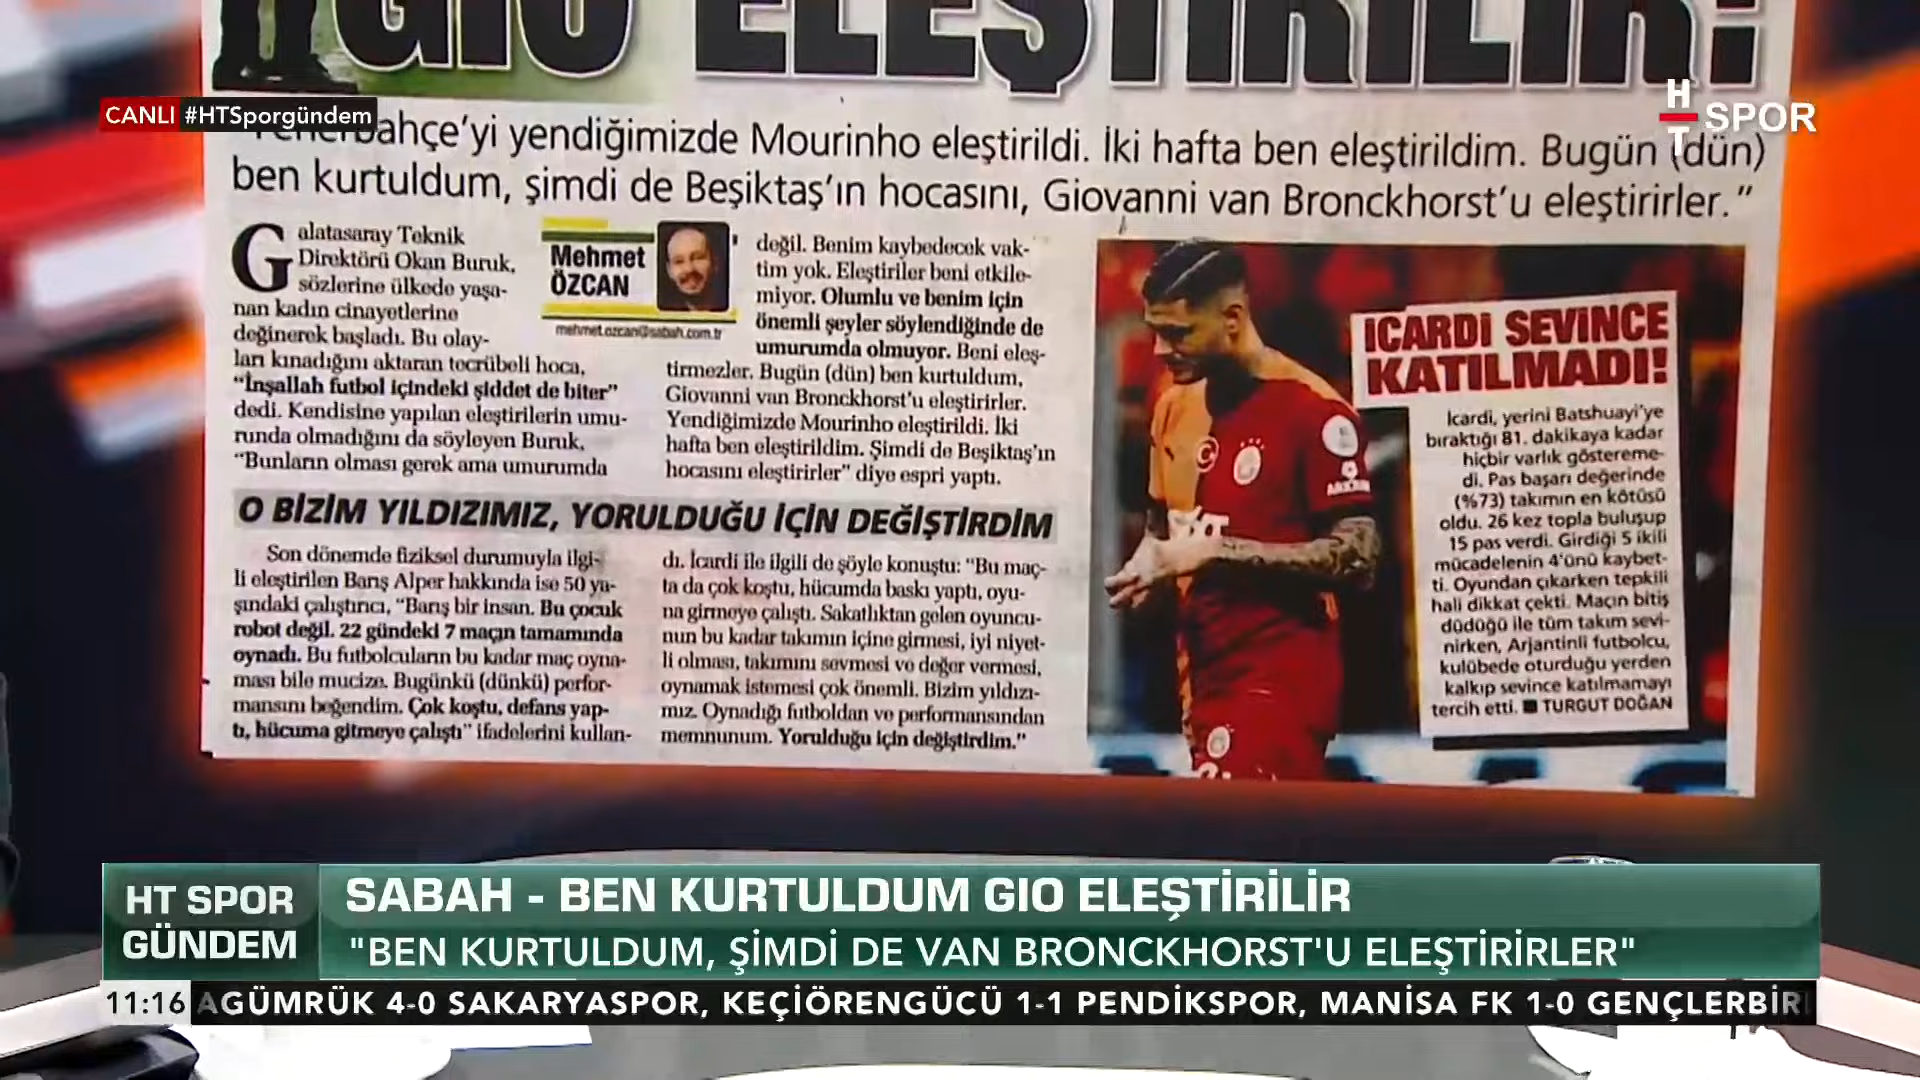 GIO ELEŞTİRİLİR!
CANLI #HTSporgündem
HT SPOR
"Fenerbahçe'yi yendiğimizde Mourinho eleştirildi. İki hafta ben eleştirildim. Bugün (dün)
ben kurtuldum, şimdi de Beşiktaş'ın hocasını, Giovanni van Bronckhorst'u eleştirirler."
Galatasaray Teknik
Direktörü Okan Buruk,
sözlerine ülkede yaşa-
nan kadın cinayetlerine
değinerek başladı. Bu olay-
ları kınadığını aktaran tecrübeli hoca,
"İnşallah futbol içindeki şiddet de biter"
dedi. Kendisine yapılan eleştirilerin umu-
runda olmadığını da söyleyen Buruk,
"Bunların olması gerek ama umurumda
Mehmet
ÖZCAN
mehmet.ozcan@sabah.com.tr
değil. Benim kaybedecek vak-
tim yok. Eleştiriler beni etkile-
miyor. Olumlu ve benim için
önemli şeyler söylendiğinde de
umurumda olmuyor. Beni eleş-
tirmezler. Bugün (dün) ben kurtuldum,
Giovanni van Bronckhorst'u eleştirirler.
Yendiğimizde Mourinho eleştirildi. İki
hafta ben eleştirildim. Şimdi de Beşiktaş'ın
hocasını eleştirirler" diye espri yaptı.
O BİZİM YILDIZIMIZ, YORULDUĞU İÇİN DEĞİŞTİRDİM
Son dönemde fiziksel durumuyla ilgi-
li eleştirilen Barış Alper hakkında ise 50 ya-
şındaki çalıştırıcı, "Barış bir insan. Bu çocuk
robot değil. 22 gündeki 7 maçın tamamında
oynadı. Bu futbolcuların bu kadar maç oyna-
ması bile mucize. Bugünkü (dünkü) perfor-
mansını beğendim. Çok koştu, defans yap-
tı, hücuma gitmeye çalıştı" ifadelerini kullan-
dı. İcardi ile ilgili de şöyle konuştu: "Bu maç-
ta da çok koştu, hücumda baskı yaptı, oyu-
na girmeye çalıştı. Sakatlıktan gelen oyuncu-
nun bu kadar takımın içine girmesi, iyi niyet-
li olması, takımını sevmesi ve değer vermesi,
oynamak istemesi çok önemli. Bizim yıldızı-
mız. Oynadığı futboldan ve performansından
memnunum. Yorulduğu için değiştirdim."
ICARDİ SEVİNCE
KATILMADI!
Icardi, yerini Batshuayi'ye
bıraktığı 81. dakikaya kadar
hiçbir varlık göstereme-
di. Pas başarı değerinde
(%73) takımın en kötüsü
oldu. 26 kez topla buluşup
15 pas verdi. Girdiği 5 ikili
mücadelenin 4'ünü kaybet-
ti. Oyundan çıkarken tepkili
hali dikkat çekti. Maçın bitiş
düdüğü ile tüm takım sevi-
nirken, Arjantinli futbolcu,
kulübede oturduğu yerden
kalkıp sevince katılmamayı
tercih etti. ■ TURGUT DOĞAN
HT SPOR
GÜNDEM
SABAH - BEN KURTULDUM GIO ELEŞTİRİLİR
"BEN KURTULDUM, ŞİMDİ DE VAN BRONCKHORST'U ELEŞTİRİRLER"
11:16 AGÜMRÜK 4-0 SAKARYASPOR, KEÇİÖRENGÜCÜ 1-1 PENDİKSPOR, MANİSA FK 1-0 GENÇLERBİR